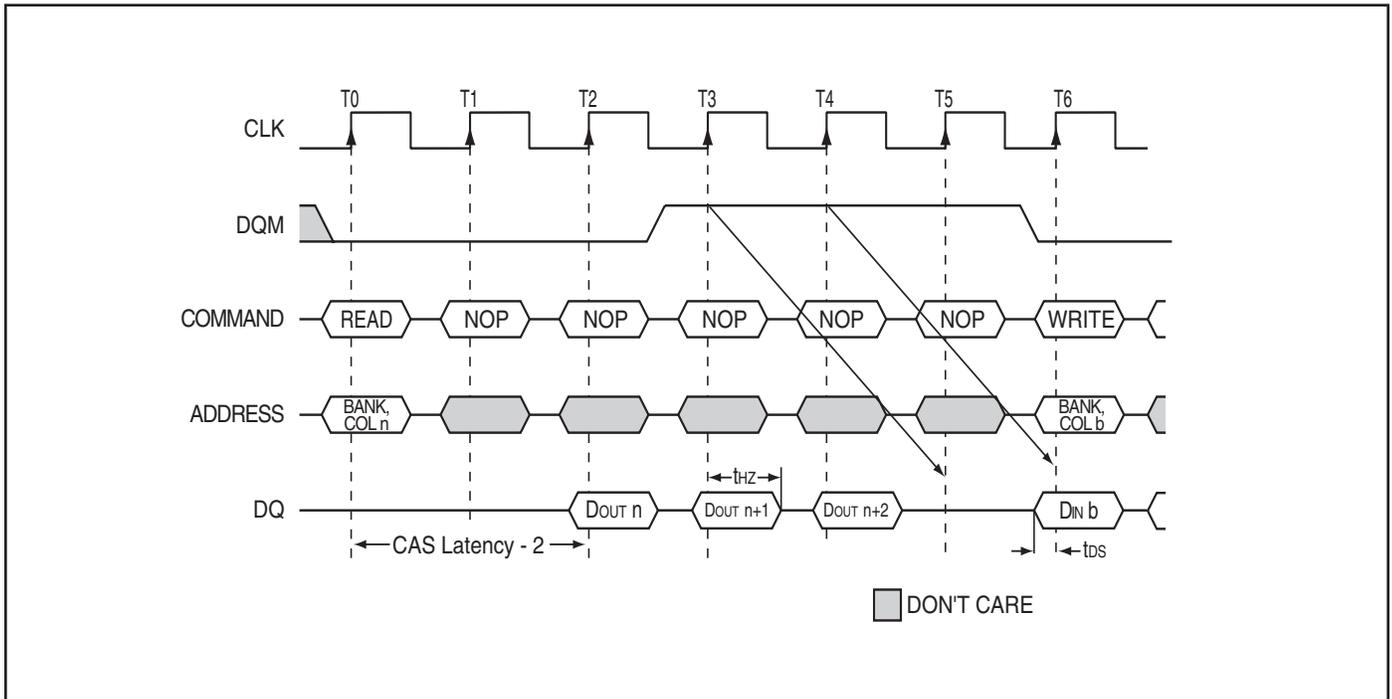 T0 T1 T2 T3 T4 T5 T6
CLK
DQM
COMMAND READ NOP NOP NOP NOP NOP WRITE
ADDRESS
BANK,
COL n
BANK,
COL b
tHZ
DQ DOUT n DOUT n+1 DOUT n+2 DIN b
CAS Latency - 2
tDS
DON'T CARE